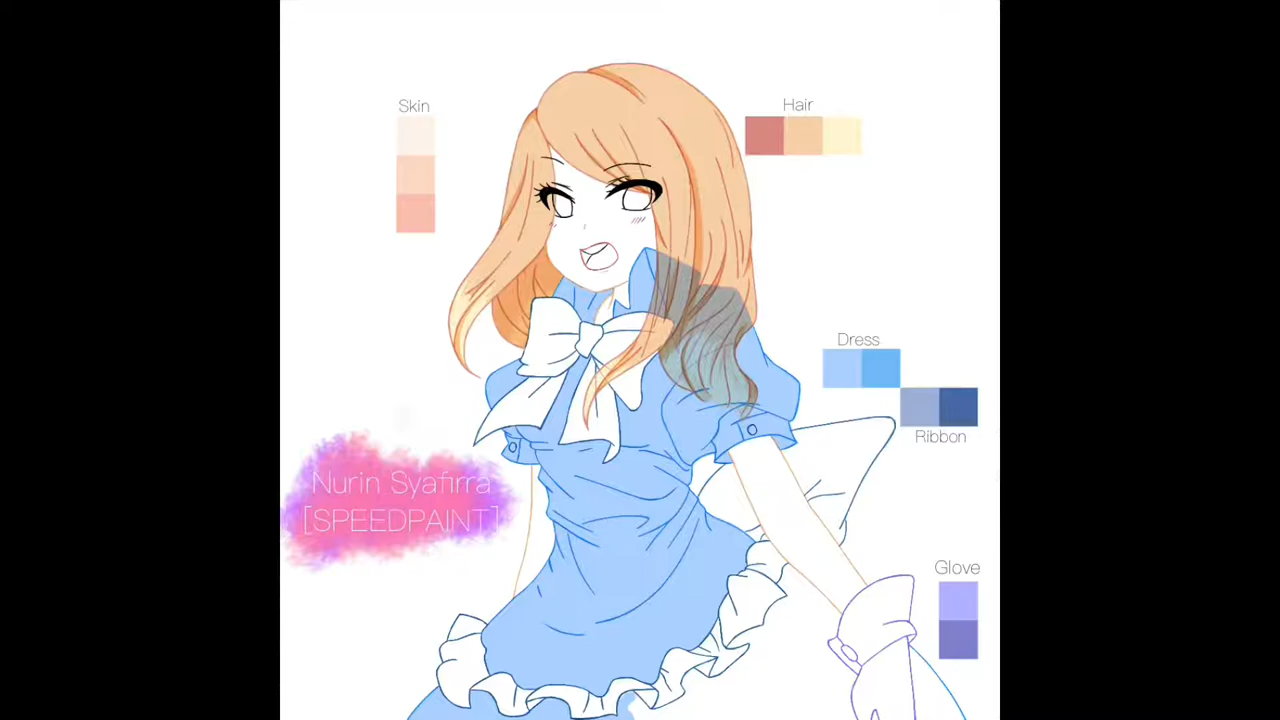 Skin
Hair
Dress
Ribbon
Nurin Syafirra
[SPEEDPAINT]
Glove